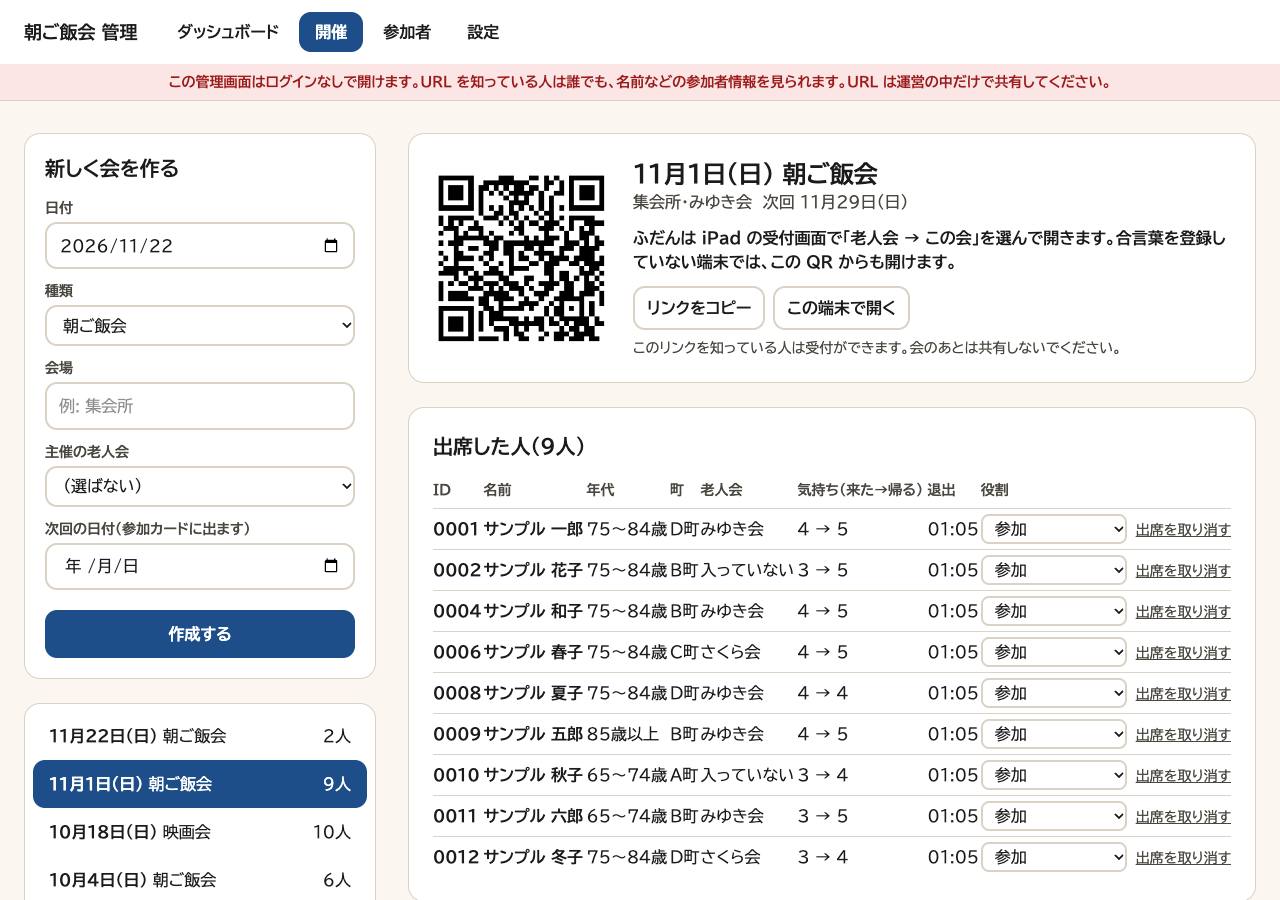 朝ご飯会 管理
ダッシュボード
開催
参加者
設定
この管理画面はログインなしで開けます。URL を知っている人は誰でも、名前などの参加者情報を見られます。URL は運営の中だけで共有してください。
新しく会を作る
日付
2026/11/22
種類
朝ご飯会
会場
例: 集会所
主催の老人会
（選ばない）
次回の日付（参加カードに出ます）
年 /月/日
作成する
11月22日（日） 朝ご飯会 2人
11月1日（日） 朝ご飯会 9人
10月18日（日） 映画会 10人
10月4日（日） 朝ご飯会 6人
11月1日（日） 朝ご飯会
集会所・みゆき会 次回 11月29日（日）
ふだんは iPad の受付画面で「老人会 → この会」を選んで開きます。合言葉を登録し
ていない端末では、この QR からも開けます。
リンクをコピー
この端末で開く
このリンクを知っている人は受付ができます。会のあとは共有しないでください。
出席した人（9人）
ID 名前 年代 町 老人会 気持ち（来た→帰る） 退出 役割
0001 サンプル 一郎 75～84歳 D町 みゆき会 4 → 5 01:05 参加 出席を取り消す
0002 サンプル 花子 75～84歳 B町 入っていない 3 → 5 01:05 参加 出席を取り消す
0004 サンプル 和子 75～84歳 B町 みゆき会 4 → 5 01:05 参加 出席を取り消す
0006 サンプル 春子 75～84歳 C町 さくら会 4 → 5 01:05 参加 出席を取り消す
0008 サンプル 夏子 75～84歳 D町 みゆき会 4 → 4 01:05 参加 出席を取り消す
0009 サンプル 五郎 85歳以上 B町 みゆき会 4 → 5 01:05 参加 出席を取り消す
0010 サンプル 秋子 65～74歳 A町 入っていない 3 → 4 01:05 参加 出席を取り消す
0011 サンプル 六郎 65～74歳 B町 みゆき会 3 → 5 01:05 参加 出席を取り消す
0012 サンプル 冬子 75～84歳 D町 さくら会 3 → 4 01:05 参加 出席を取り消す